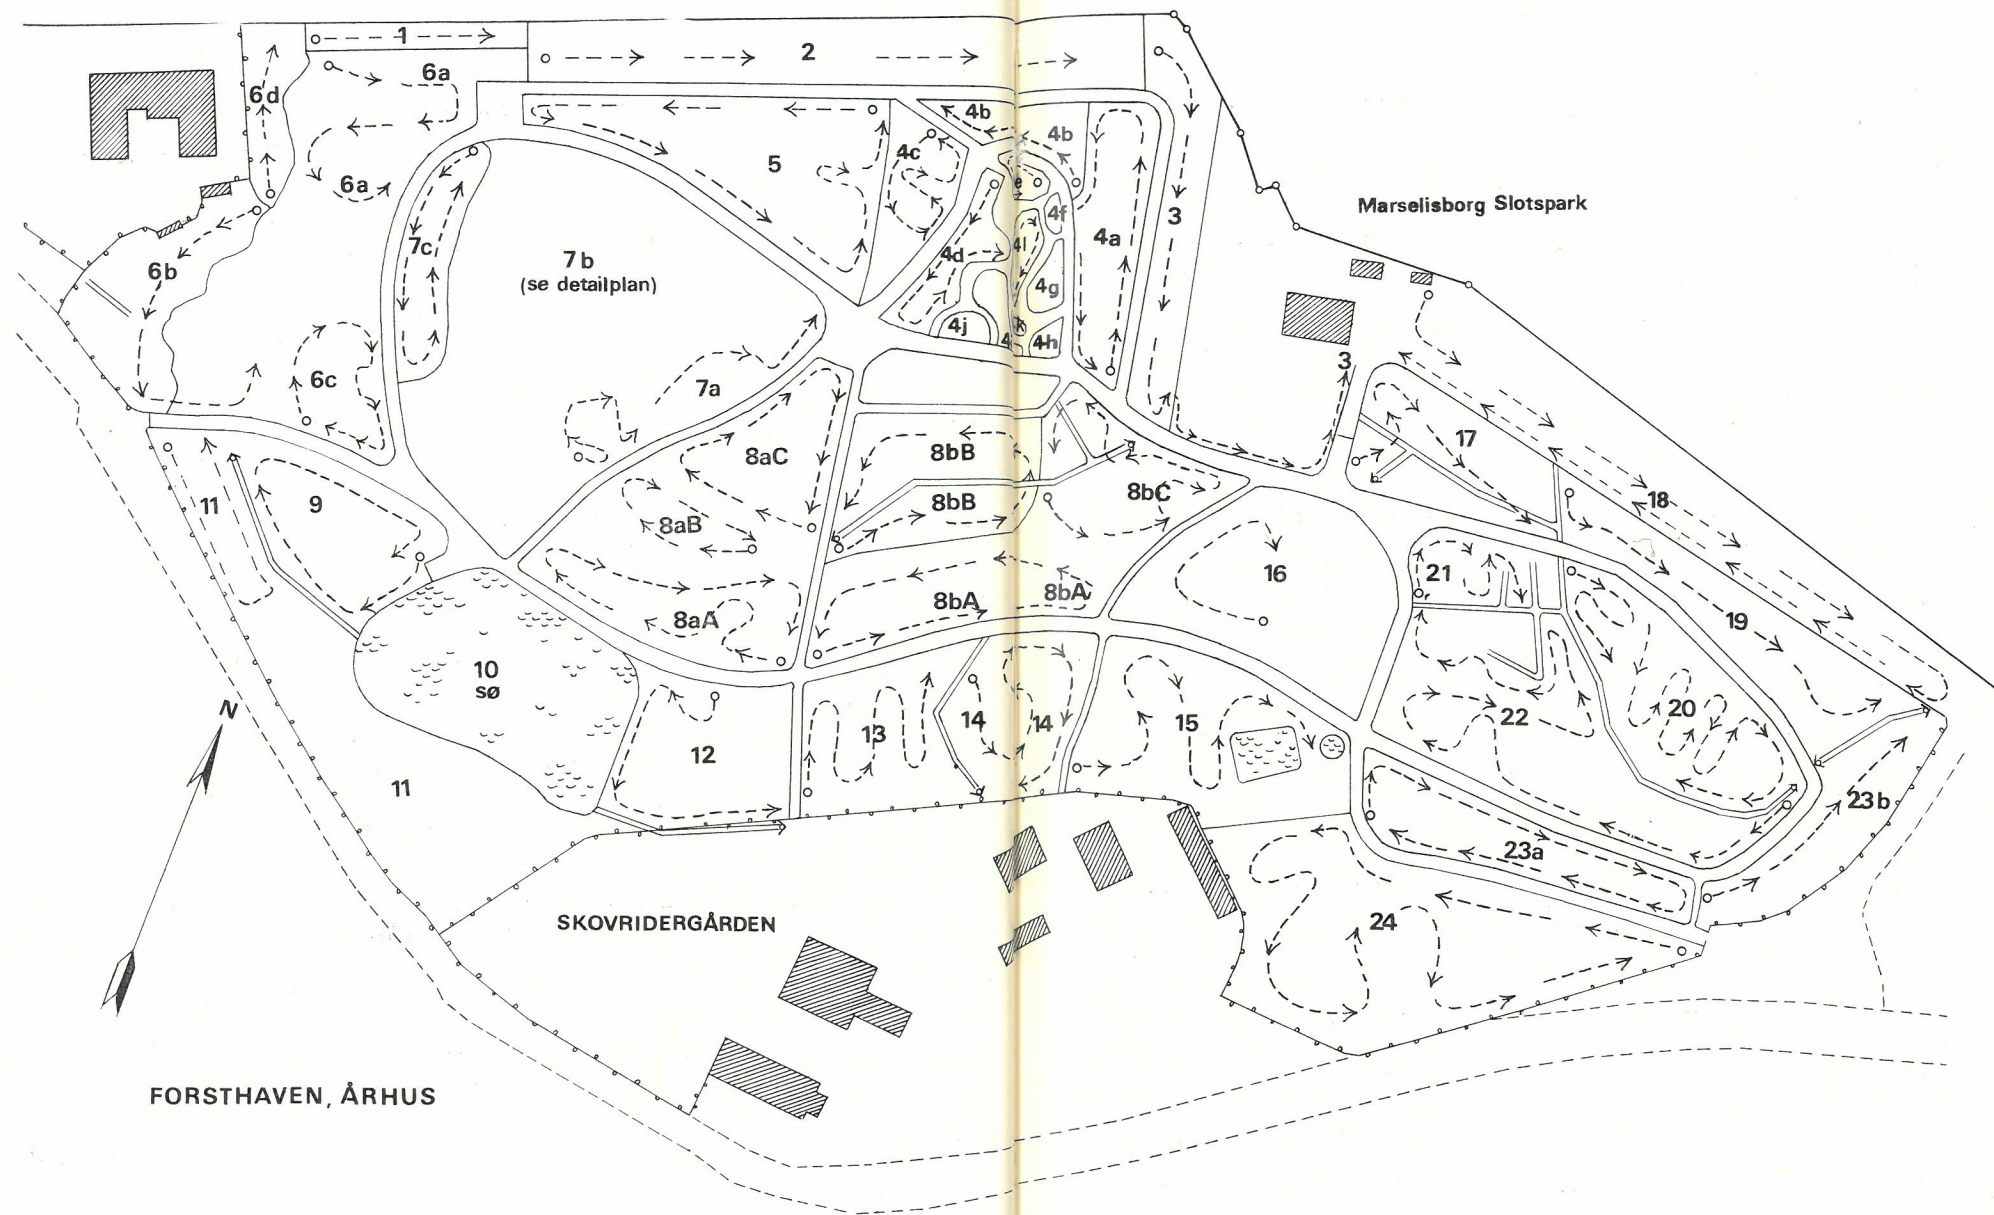 1
2
6a
6d
4b
4b
4c
5
6a
e
4f
3
Marselisborg Slotspark
4a
7c
4l
4d
7b
(se detailplan)
6b
4g
4j
k
4h
3
6c
7a
17
8aC
8bB
8bC
18
11
9
8bB
8aB
16
21
8bA
8bA
8aA
19
10
sø
N
20
22
14
14
15
13
12
11
23b
23a
SKOVRIDERGÅRDEN
24
FORSTHAVEN, ÅRHUS